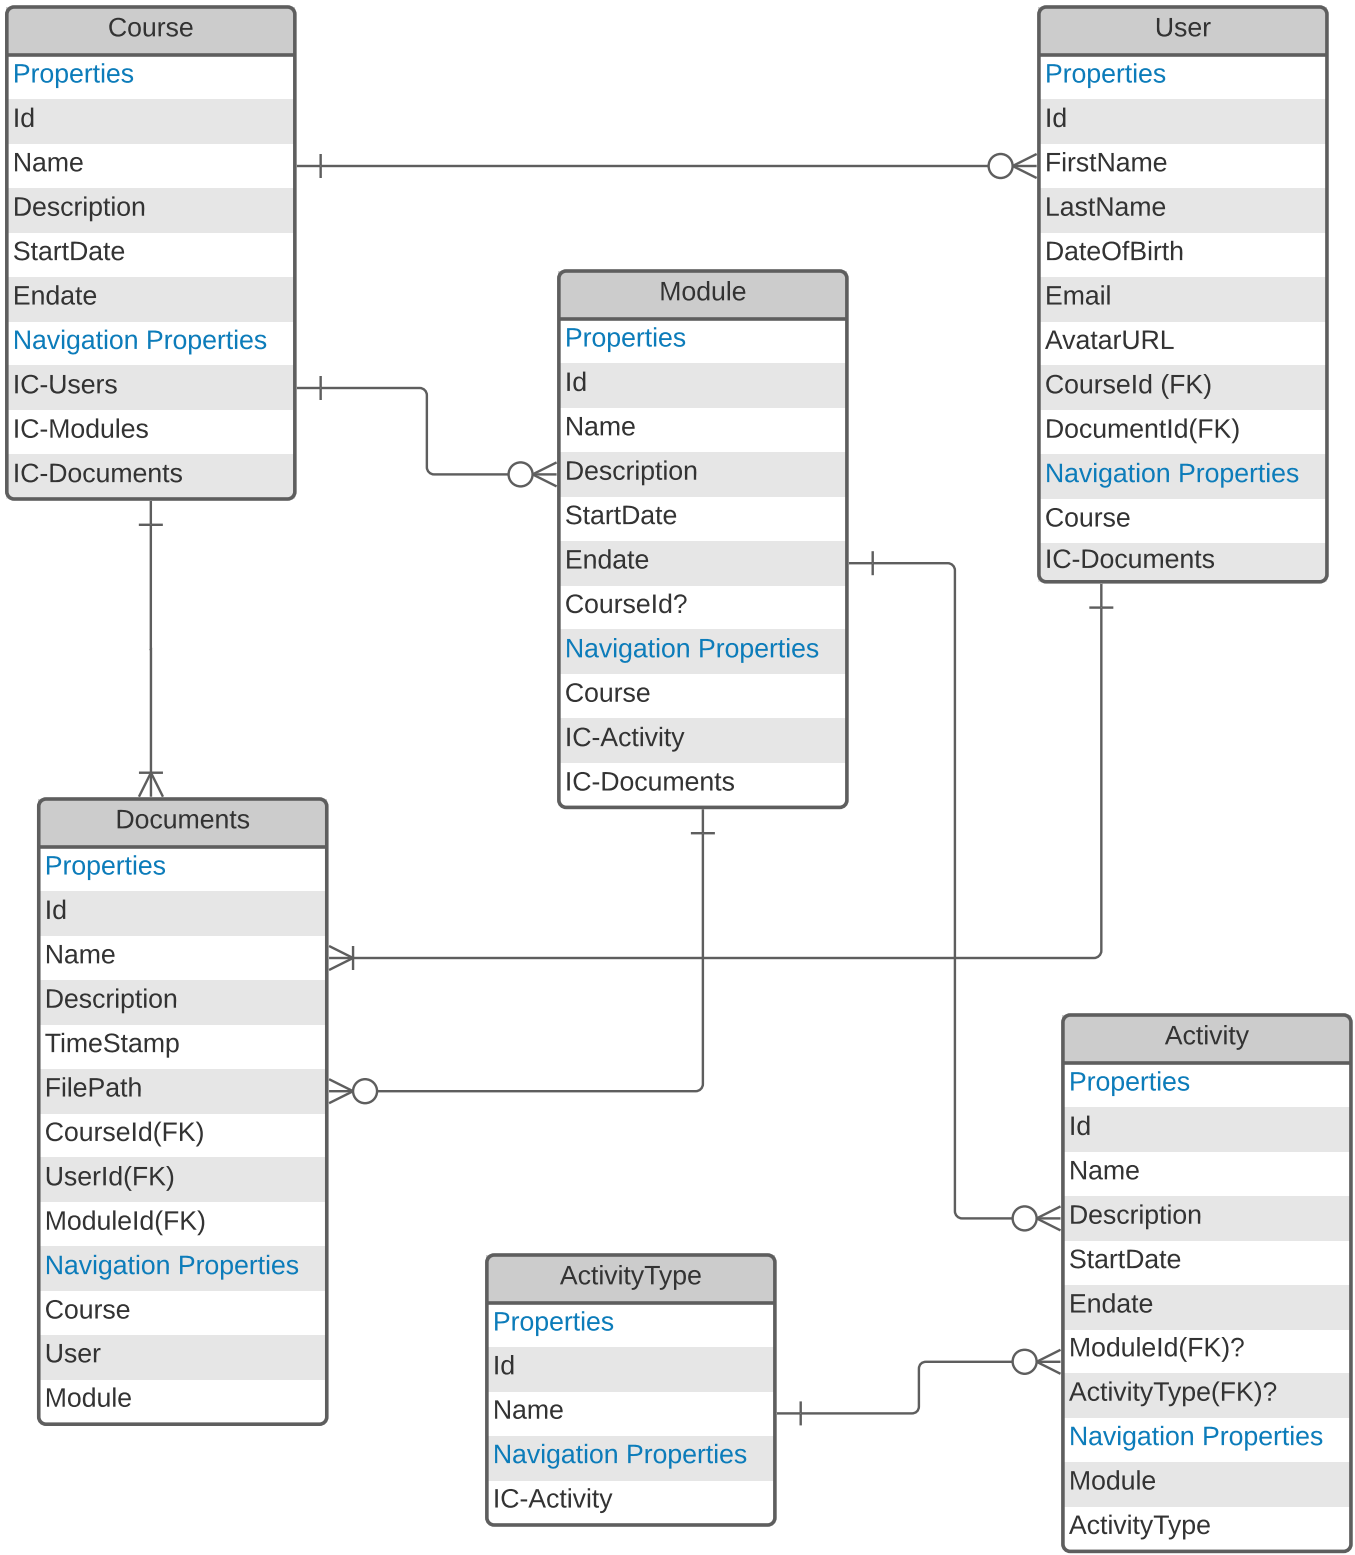 Course
Properties
Id
Name
Description
StartDate
Endate
Navigation Properties
IC-Users
IC-Modules
IC-Documents
User
Properties
Id
FirstName
LastName
DateOfBirth
Email
AvatarURL
CourseId (FK)
DocumentId(FK)
Navigation Properties
Course
IC-Documents
Module
Properties
Id
Name
Description
StartDate
Endate
CourseId?
Navigation Properties
Course
IC-Activity
IC-Documents
Documents
Properties
Id
Name
Description
TimeStamp
FilePath
CourseId(FK)
UserId(FK)
ModuleId(FK)
Navigation Properties
Course
User
Module
ActivityType
Properties
Id
Name
Navigation Properties
IC-Activity
Activity
Properties
Id
Name
Description
StartDate
Endate
ModuleId(FK)?
ActivityType(FK)?
Navigation Properties
Module
ActivityType